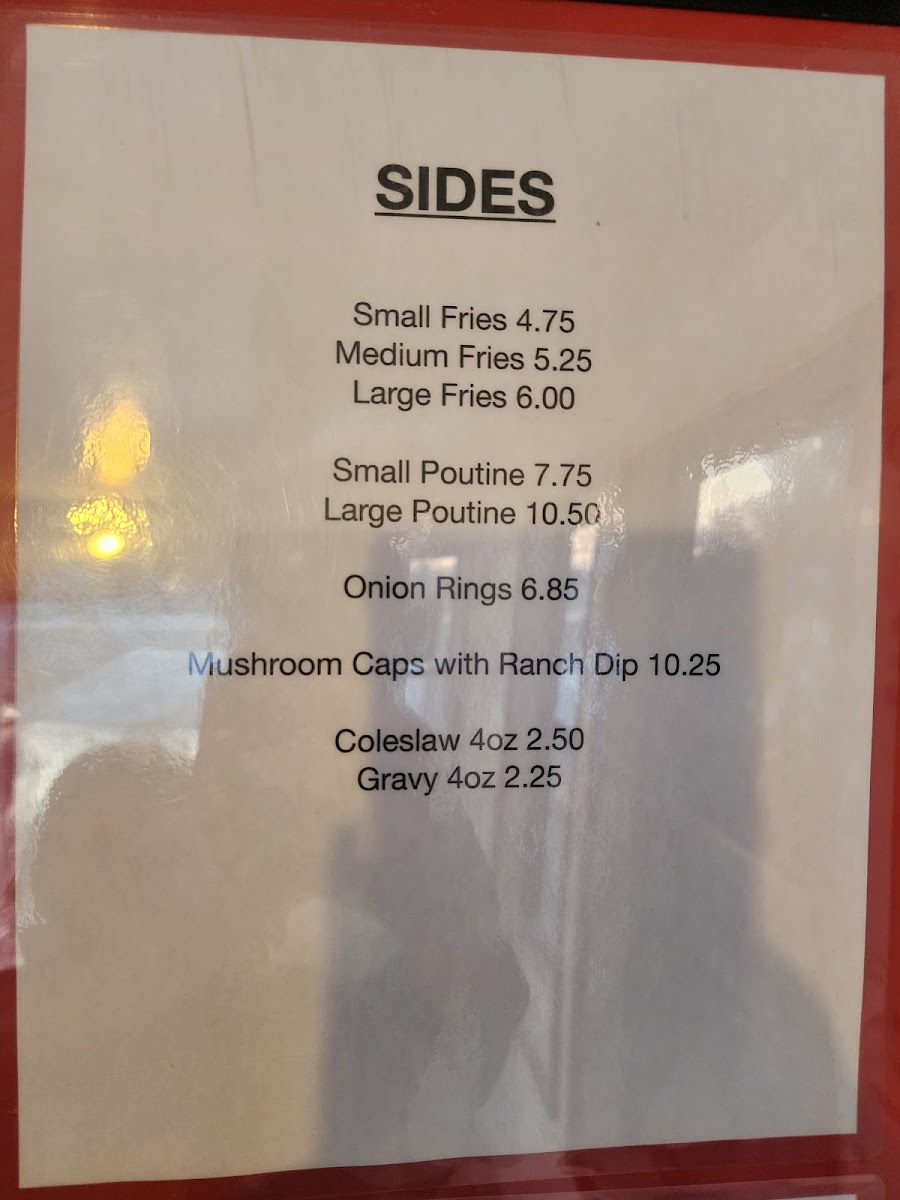 SIDES
Small Fries 4.75
Medium Fries 5.25
Large Fries 6.00
Small Poutine 7.75
Large Poutine 10.50
Onion Rings 6.85
Mushroom Caps with Ranch Dip 10.25
Coleslaw 4oz 2.50
Gravy 4oz 2.25